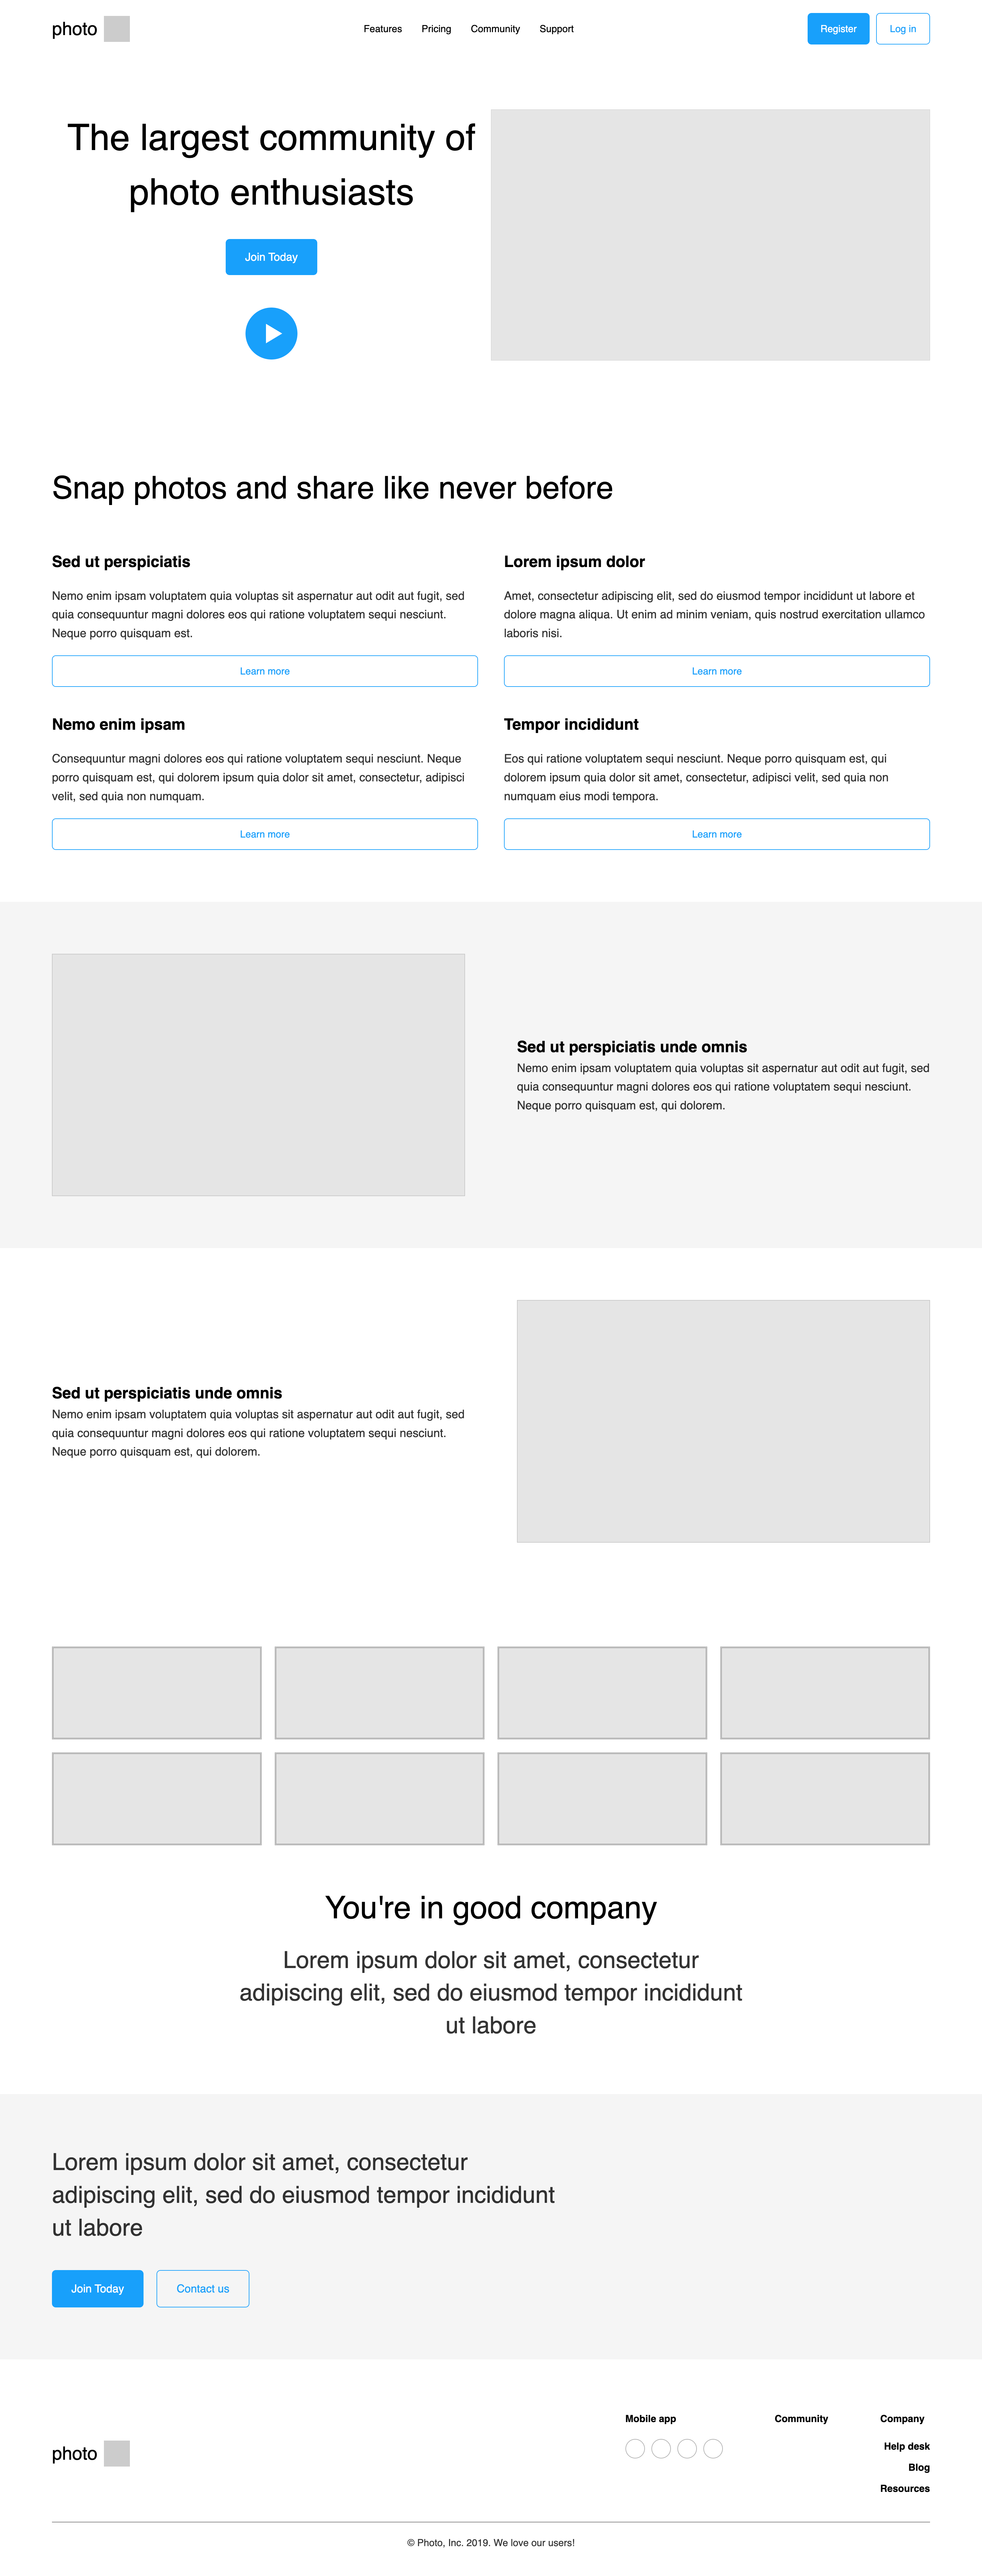 photo
Features
Pricing
Community
Support
Register
Log in
The largest community of
photo enthusiasts
Join Today
Snap photos and share like never before
Sed ut perspiciatis
Nemo enim ipsam voluptatem quia voluptas sit aspernatur aut odit aut fugit, sed
quia consequuntur magni dolores eos qui ratione voluptatem sequi nesciunt.
Neque porro quisquam est.
Learn more
Lorem ipsum dolor
Amet, consectetur adipiscing elit, sed do eiusmod tempor incididunt ut labore et
dolore magna aliqua. Ut enim ad minim veniam, quis nostrud exercitation ullamco
laboris nisi.
Learn more
Nemo enim ipsam
Consequuntur magni dolores eos qui ratione voluptatem sequi nesciunt. Neque
porro quisquam est, qui dolorem ipsum quia dolor sit amet, consectetur, adipisci
velit, sed quia non numquam.
Learn more
Tempor incididunt
Eos qui ratione voluptatem sequi nesciunt. Neque porro quisquam est, qui
dolorem ipsum quia dolor sit amet, consectetur, adipisci velit, sed quia non
numquam eius modi tempora.
Learn more
Sed ut perspiciatis unde omnis
Nemo enim ipsam voluptatem quia voluptas sit aspernatur aut odit aut fugit, sed
quia consequuntur magni dolores eos qui ratione voluptatem sequi nesciunt.
Neque porro quisquam est, qui dolorem.
Sed ut perspiciatis unde omnis
Nemo enim ipsam voluptatem quia voluptas sit aspernatur aut odit aut fugit, sed
quia consequuntur magni dolores eos qui ratione voluptatem sequi nesciunt.
Neque porro quisquam est, qui dolorem.
You're in good company
Lorem ipsum dolor sit amet, consectetur
adipiscing elit, sed do eiusmod tempor incididunt
ut labore
Lorem ipsum dolor sit amet, consectetur
adipiscing elit, sed do eiusmod tempor incididunt
ut labore
Join Today
Contact us
photo
Mobile app
Community
Company
Help desk
Blog
Resources
© Photo, Inc. 2019. We love our users!